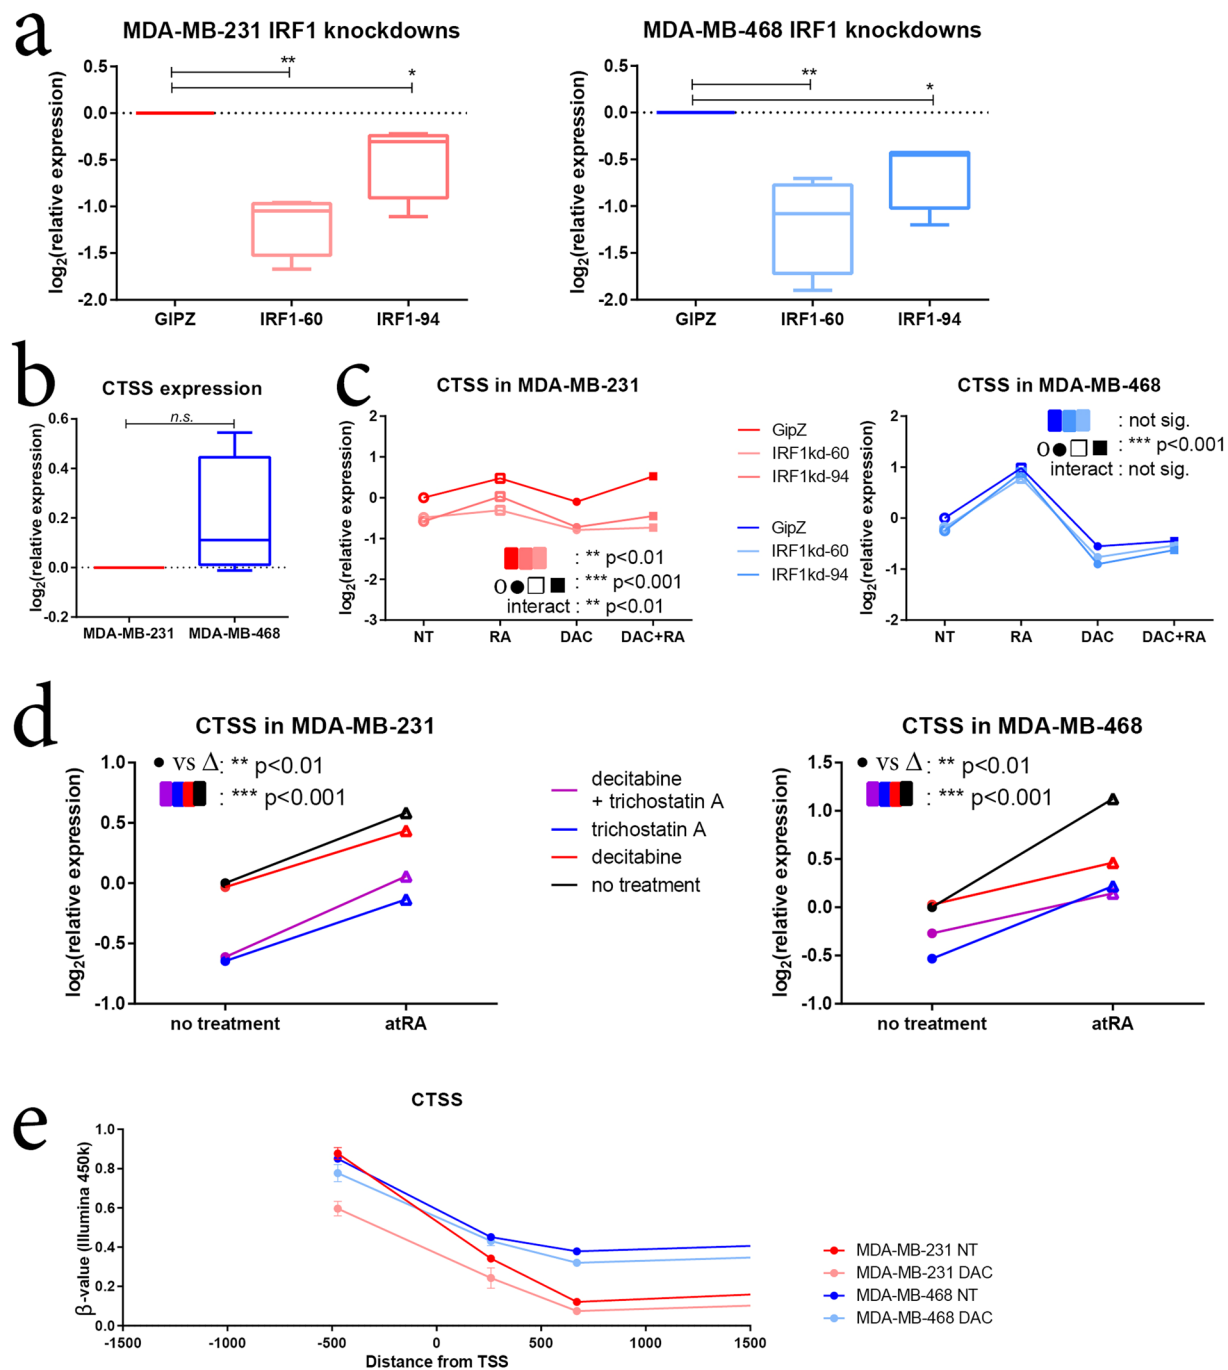 a
MDA-MB-231 IRF1 knockdowns
log2(relative expression)
0.5
0.0
-0.5
-1.0
-1.5
-2.0
**
*
GIPZ
IRF1-60
IRF1-94
MDA-MB-468 IRF1 knockdowns
log2(relative expression)
0.5
0.0
-0.5
-1.0
-1.5
-2.0
**
*
GIPZ
IRF1-60
IRF1-94
b
CTSS expression
log2(relative expression)
0.6
0.4
0.2
0.0
-0.2
n.s.
MDA-MB-231
MDA-MB-468
c
CTSS in MDA-MB-231
log2(relative expression)
2
1
0
-1
-2
-3
: ** p<0.01
: *** p<0.001
interact : ** p<0.01
NT
RA
DAC
DAC+RA
GipZ
IRF1kd-60
IRF1kd-94
GipZ
IRF1kd-60
IRF1kd-94
CTSS in MDA-MB-468
log2(relative expression)
2
1
0
-1
-2
: not sig.
: *** p<0.001
interact : not sig.
NT
RA
DAC
DAC+RA
d
CTSS in MDA-MB-231
log2(relative expression)
1.0
0.5
0.0
-0.5
-1.0
● vs Δ: ** p<0.01
: *** p<0.001
no treatment
atRA
decitabine
+ trichostatin A
trichostatin A
decitabine
no treatment
CTSS in MDA-MB-468
log2(relative expression)
1.5
1.0
0.5
0.0
-0.5
-1.0
● vs Δ: ** p<0.01
: *** p<0.001
no treatment
atRA
e
CTSS
β-value (Illumina 450k)
1.0
0.8
0.6
0.4
0.2
0.0
-1500
-1000
-500
0
500
1000
1500
Distance from TSS
MDA-MB-231 NT
MDA-MB-231 DAC
MDA-MB-468 NT
MDA-MB-468 DAC